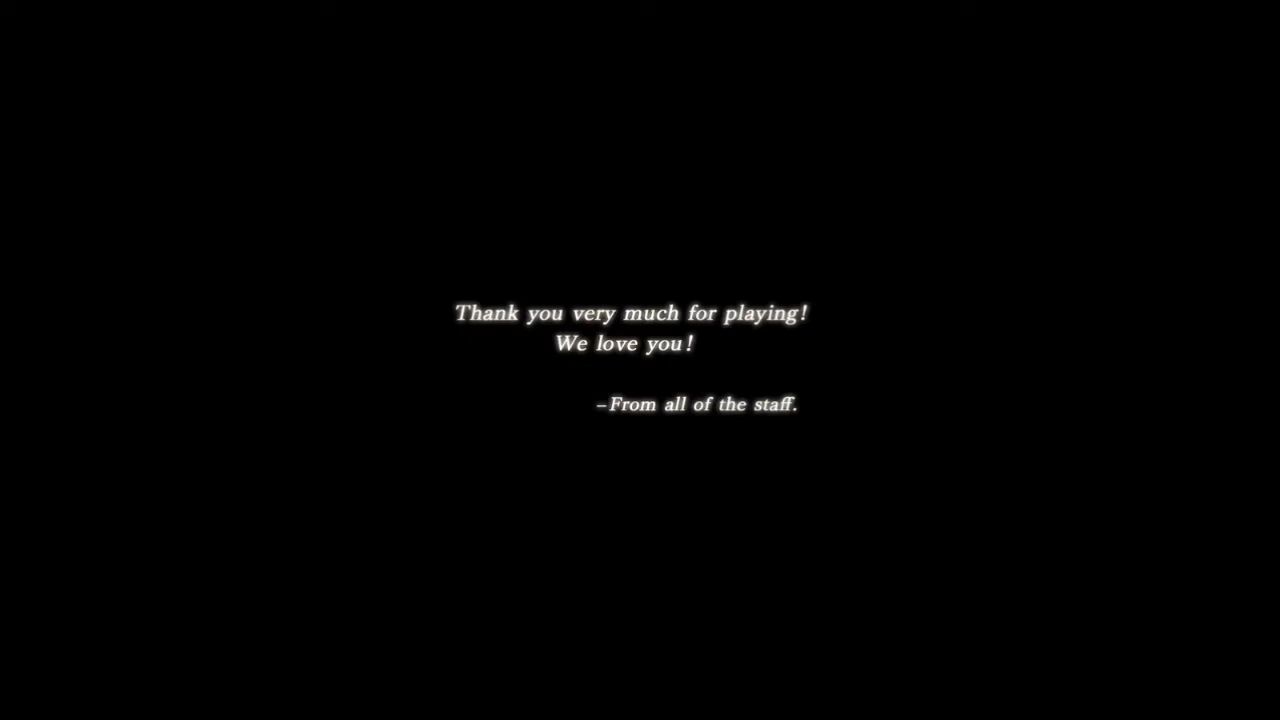 Thank you very much for playing!
We love you!
–From all of the staff.